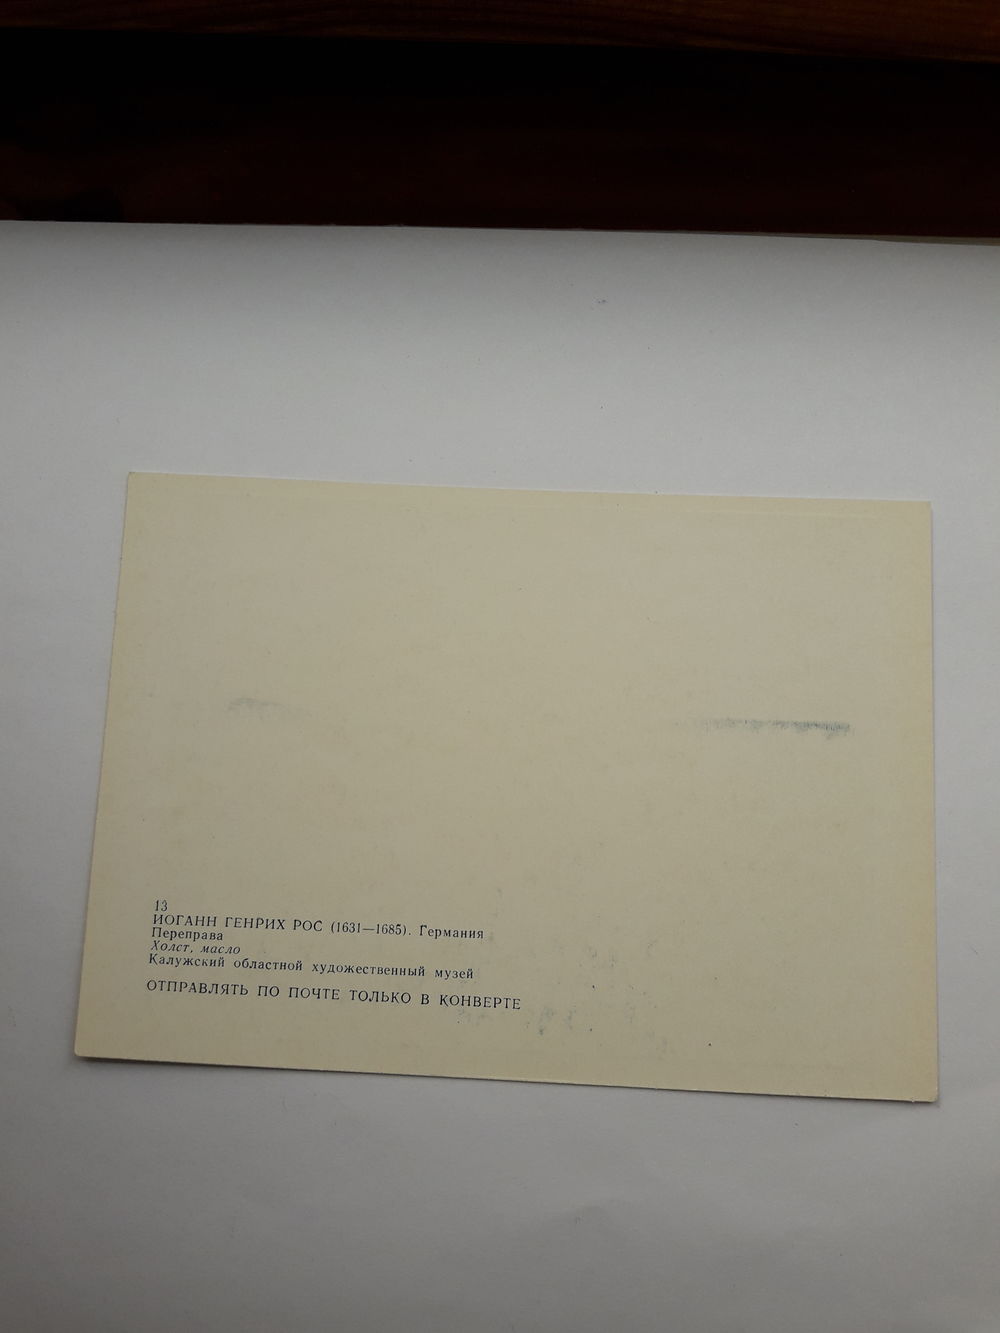 13
ИОГАНН ГЕНРИХ РОС (1631—1685). Германия
Переправа
Холст, масло
Калужский областной художественный музей
ОТПРАВЛЯТЬ ПО ПОЧТЕ ТОЛЬКО В КОНВЕРТЕ